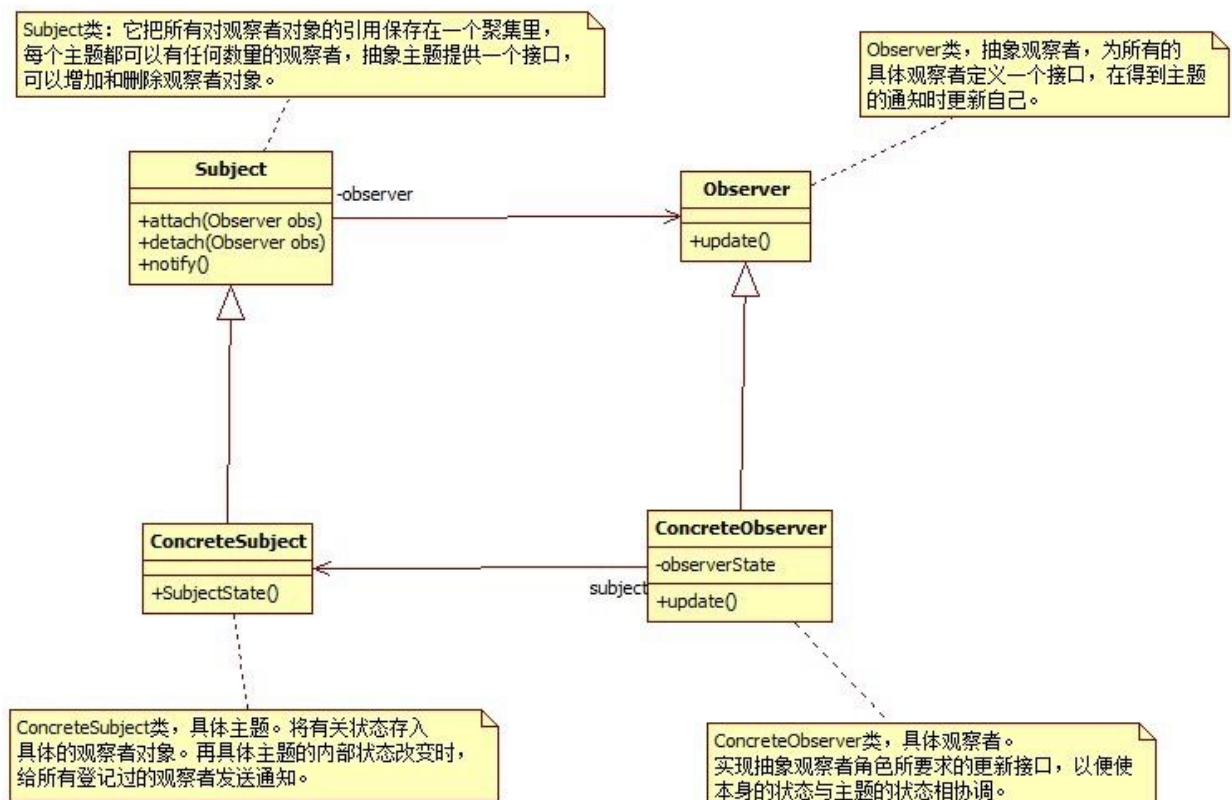 Subject类：它把所有对观察者对象的引用保存在一个聚集里，
每个主题都可以有任何数量的观察者，抽象主题提供一个接口，
可以增加和删除观察者对象。
Observer类，抽象观察者，为所有的
具体观察者定义一个接口，在得到主题
的通知时更新自己。
Subject
+attach(Observer obs)
+detach(Observer obs)
+notify()
-observer
Observer
+update()
ConcreteSubject
+SubjectState()
subject
ConcreteObserver
-observerState
+update()
ConcreteSubject类，具体主题。将有关状态存入
具体的观察者对象。再具体主题的内部状态改变时，
给所有登记过的观察者发送通知。
ConcreteObserver类，具体观察者。
实现抽象观察者角色所要求的更新接口，以便使
本身的状态与主题的状态相协调。